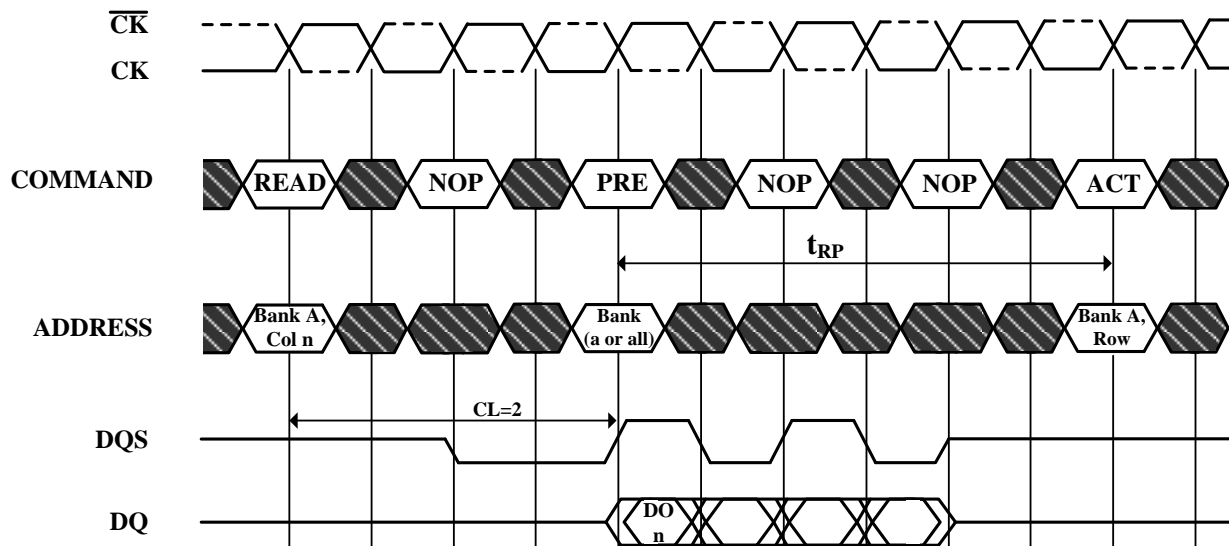 CK
CK
COMMAND
READ NOP PRE NOP NOP ACT
tRP
ADDRESS
Bank A, Col n
Bank (a or all)
Bank A, Row
CL=2
DQS
DQ
DO n